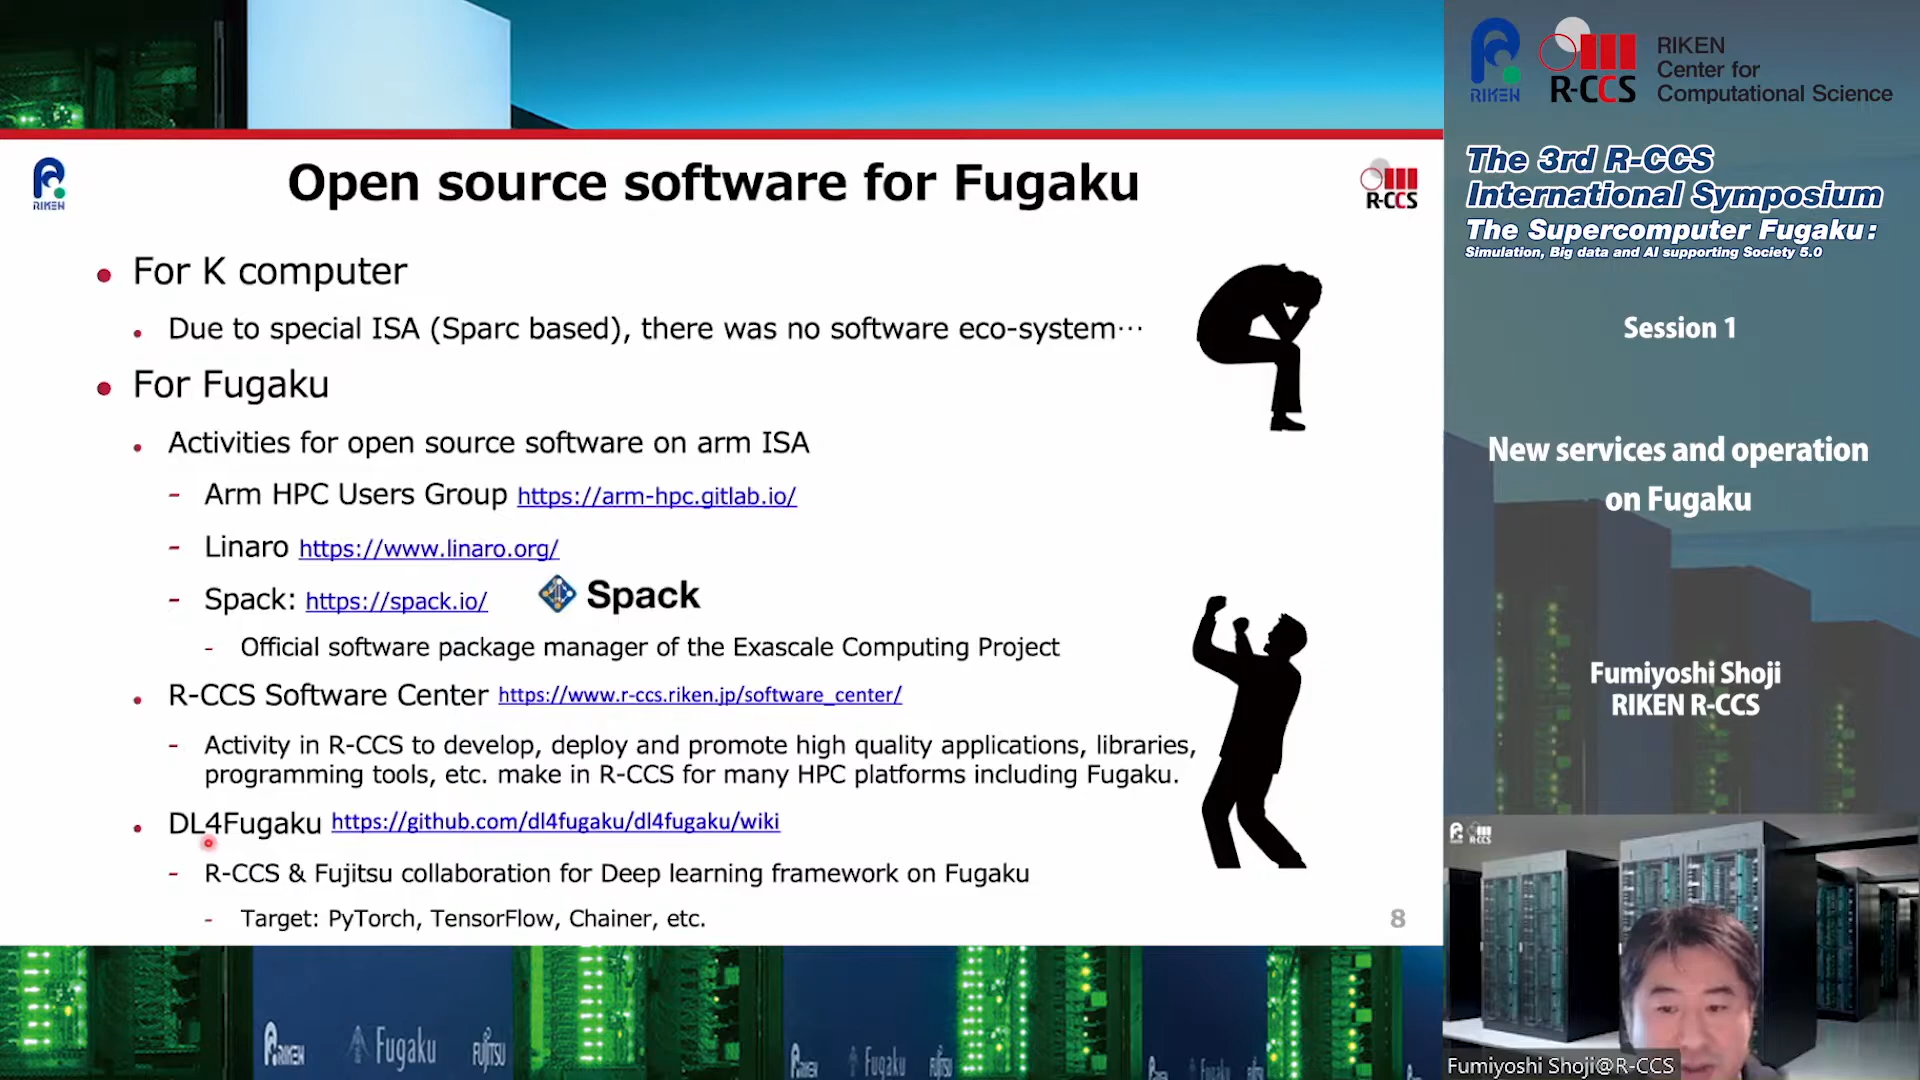 Open source software for Fugaku
RIKEN
R-CCS
• For K computer
• Due to special ISA (Sparc based), there was no software eco-system…
• For Fugaku
• Activities for open source software on arm ISA
- Arm HPC Users Group https://arm-hpc.gitlab.io/
- Linaro https://www.linaro.org/
- Spack: https://spack.io/ Spack
- Official software package manager of the Exascale Computing Project
• R-CCS Software Center https://www.r-ccs.riken.jp/software_center/
- Activity in R-CCS to develop, deploy and promote high quality applications, libraries,
programming tools, etc. make in R-CCS for many HPC platforms including Fugaku.
• DL4Fugaku https://github.com/dl4fugaku/dl4fugaku/wiki
- R-CCS & Fujitsu collaboration for Deep learning framework on Fugaku
- Target: PyTorch, TensorFlow, Chainer, etc.
8
RIKEN Fugaku FUJITSU
RIKEN Fugaku FUJITSU
RIKEN
RIKEN
R-CCS
RIKEN
Center for
Computational Science
The 3rd R-CCS
International Symposium
The Supercomputer Fugaku:
Simulation, Big data and AI supporting Society 5.0
Session 1
New services and operation
on Fugaku
Fumiyoshi Shoji
RIKEN R-CCS
Fumiyoshi Shoji@R-CCS